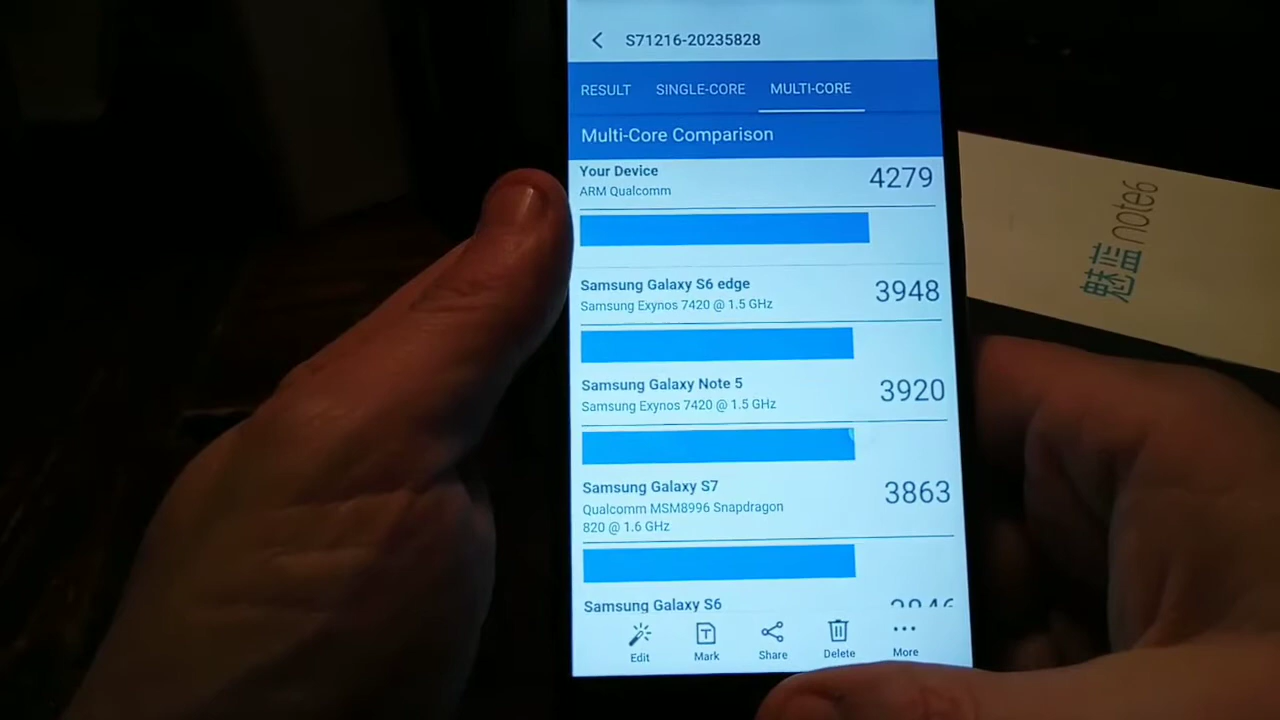 S71216-20235828
RESULT SINGLE-CORE MULTI-CORE
Multi-Core Comparison
Your Device 4279
ARM Qualcomm
Samsung Galaxy S6 edge 3948
Samsung Exynos 7420 @ 1.5 GHz
Samsung Galaxy Note 5 3920
Samsung Exynos 7420 @ 1.5 GHz
Samsung Galaxy S7 3863
Qualcomm MSM8996 Snapdragon
820 @ 1.6 GHz
Samsung Galaxy S6
Edit Mark Share Delete More
魅蓝 note6